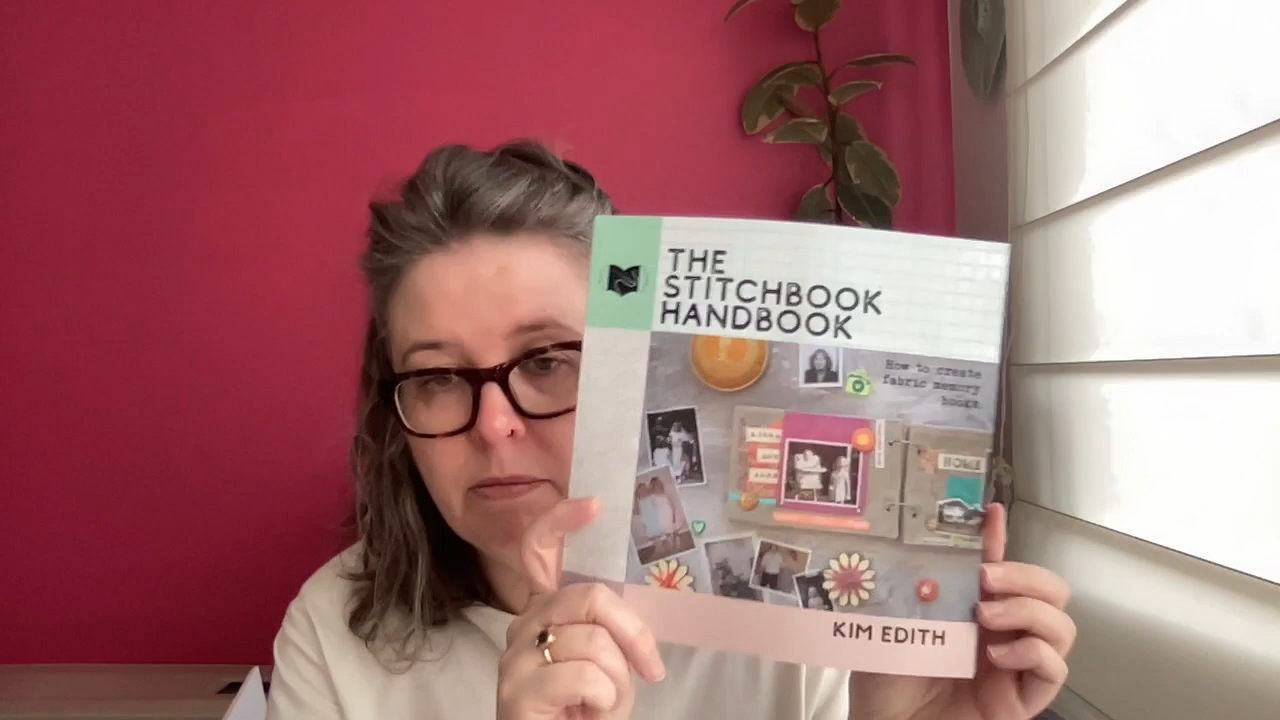 THE
STITCHBOOK
HANDBOOK
How to create
fabric memory
books
HOME
KIM EDITH